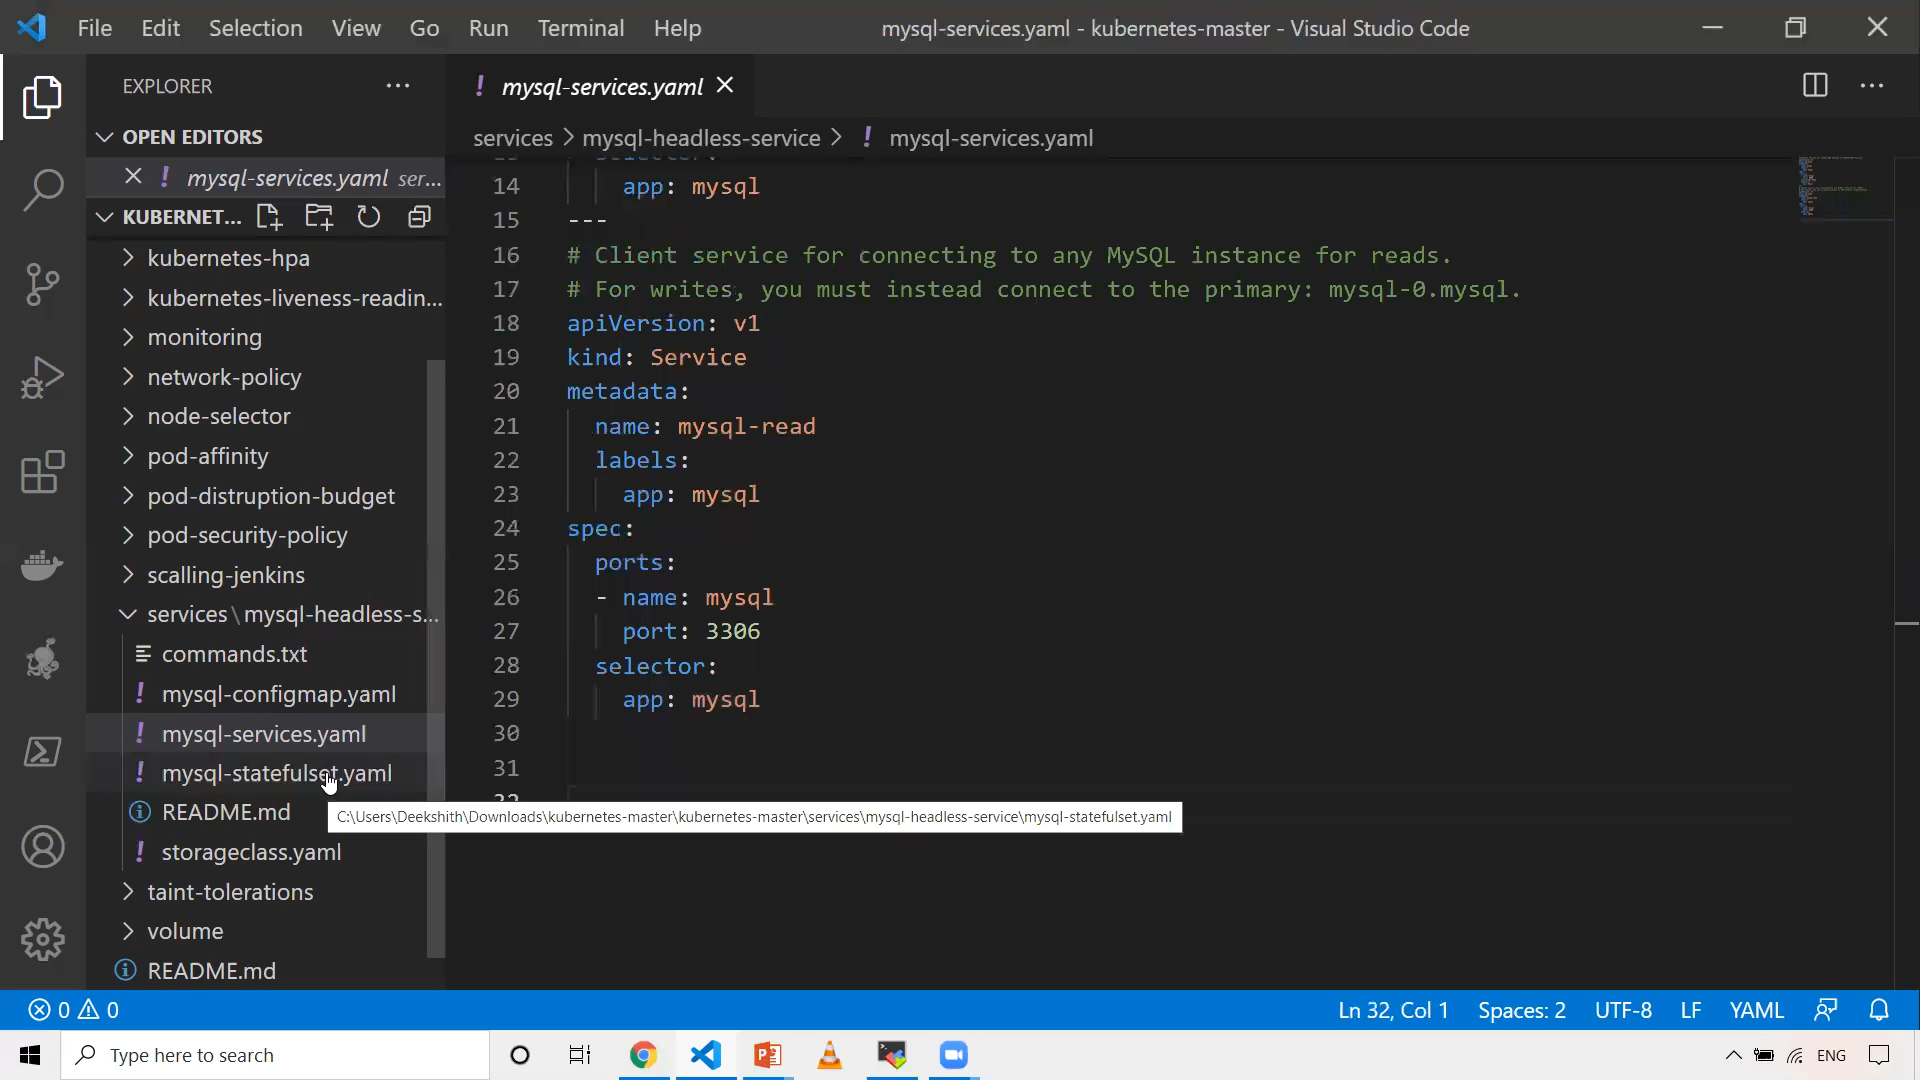 File Edit Selection View Go Run Terminal Help
mysql-services.yaml - kubernetes-master - Visual Studio Code
EXPLORER
OPEN EDITORS
mysql-services.yaml ser...
KUBERNET...
kubernetes-hpa
kubernetes-liveness-readin...
monitoring
network-policy
node-selector
pod-affinity
pod-distruption-budget
pod-security-policy
scalling-jenkins
services\mysql-headless-s...
commands.txt
! mysql-configmap.yaml
! mysql-services.yaml
! mysql-statefulset.yaml
README.md
! storageclass.yaml
taint-tolerations
volume
README.md
! mysql-services.yaml
services > mysql-headless-service > ! mysql-services.yaml
13 selector:
14 app: mysql
15 ---
16 # Client service for connecting to any MySQL instance for reads.
17 # For writes, you must instead connect to the primary: mysql-0.mysql.
18 apiVersion: v1
19 kind: Service
20 metadata:
21 name: mysql-read
22 labels:
23 app: mysql
24 spec:
25 ports:
26 - name: mysql
27 port: 3306
28 selector:
29 app: mysql
30
31
32
C:\Users\Deekshith\Downloads\kubernetes-master\kubernetes-master\services\mysql-headless-service\mysql-statefulset.yaml
0 0
Ln 32, Col 1 Spaces: 2 UTF-8 LF YAML
Type here to search
ENG